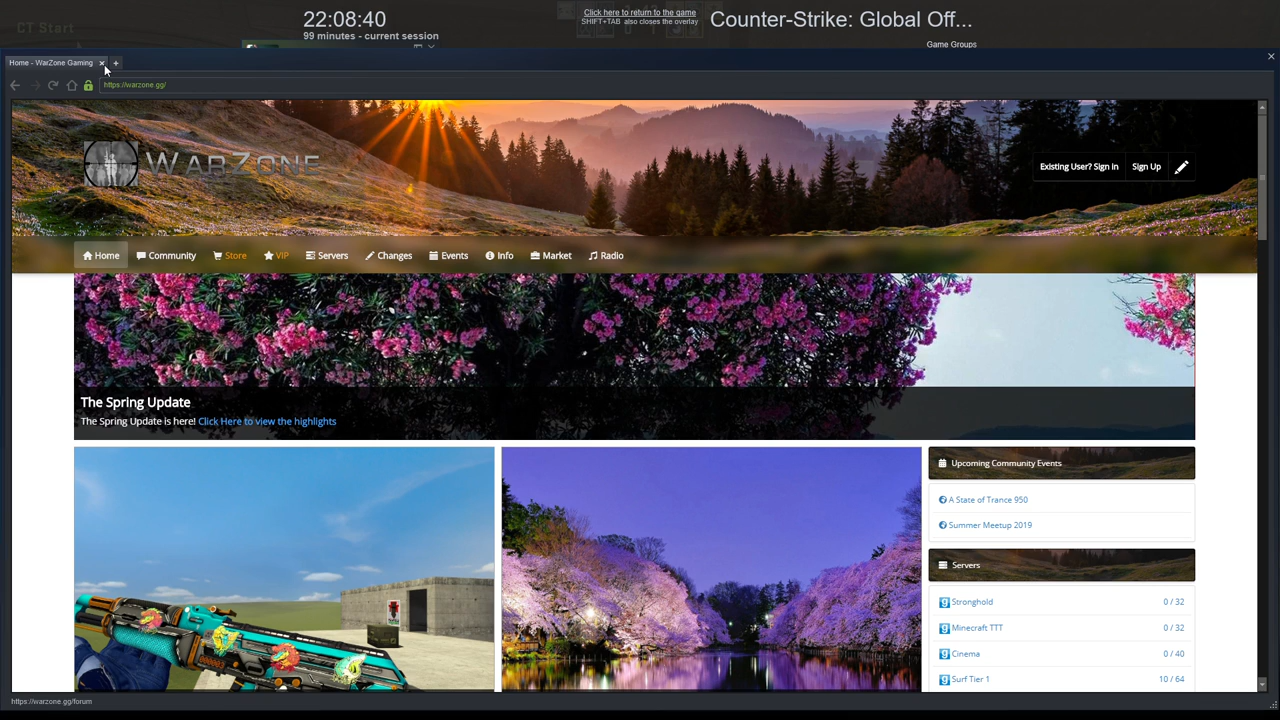 CT Start
22:08:40
99 minutes - current session
Click here to return to the game
SHIFT+TAB also closes the overlay
Counter-Strike: Global Off...
Game Groups
Home - WarZone Gaming
https://warzone.gg/
WARZONE
Existing User? Sign In
Sign Up
Home
Community
Store
VIP
Servers
Changes
Events
Info
Market
Radio
The Spring Update
The Spring Update is here! Click Here to view the highlights
Upcoming Community Events
A State of Trance 950
Summer Meetup 2019
Servers
Stronghold 0 / 32
Minecraft TTT 0 / 32
Cinema 0 / 40
Surf Tier 1 10 / 64
https://warzone.gg/forum